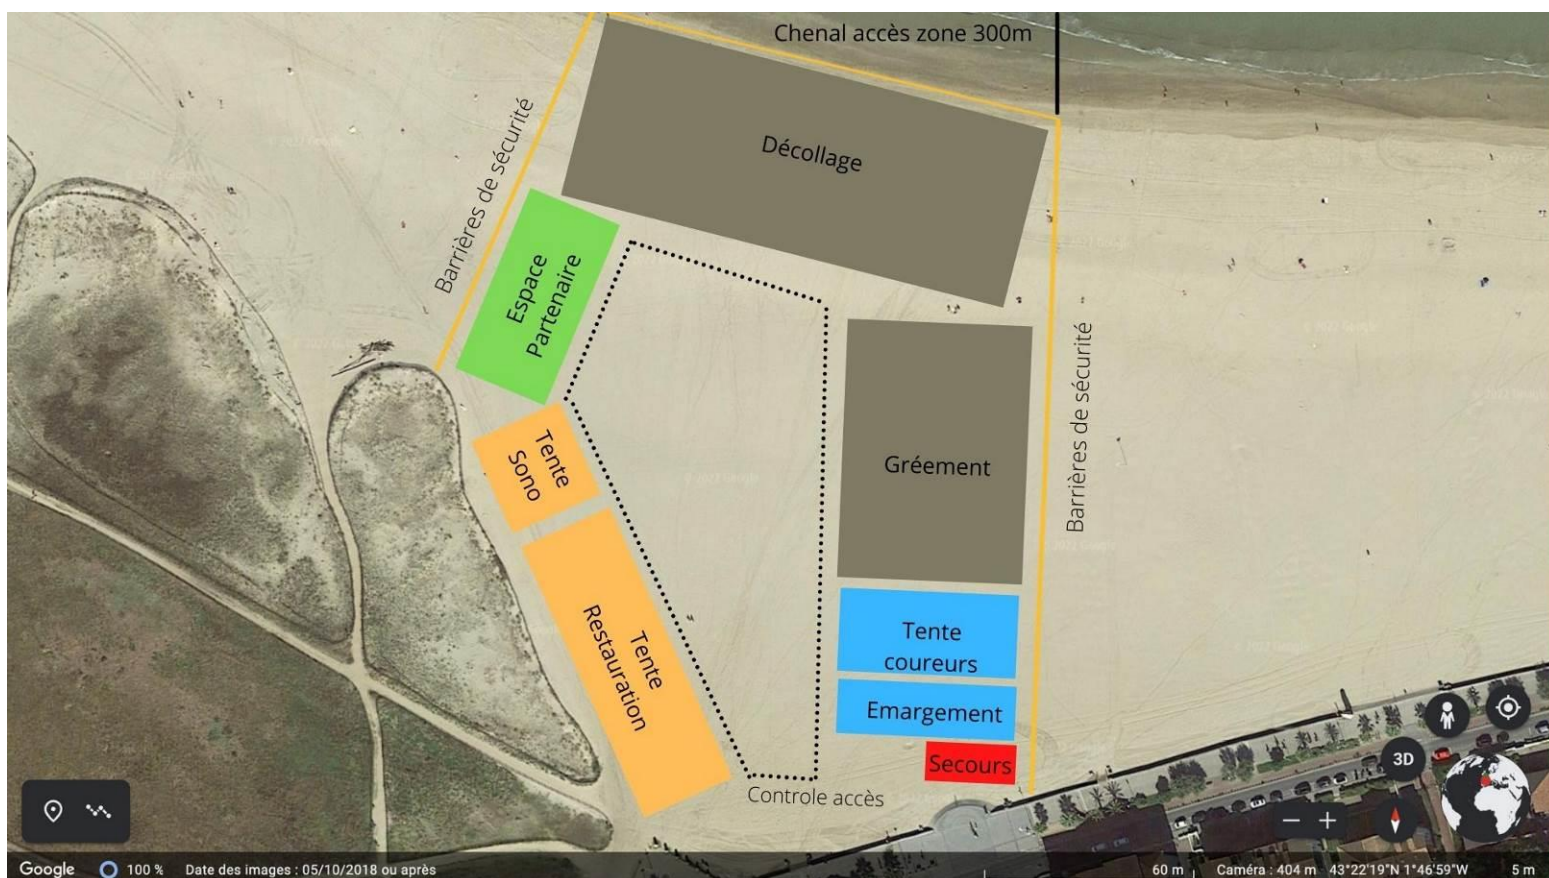 Chenal accès zone 300m
Décollage
Barrières de sécurité
Espace
Partenaire
Barrières de sécurité
Tente
Sono
Gréement
Tente
Restauration
Tente
coureurs
Emargement
Secours
Controle accès
3D
Google
100 %
Date des images : 05/10/2018 ou après
60 m
Caméra : 404 m
43°22'19"N 1°46'59"W
5 m